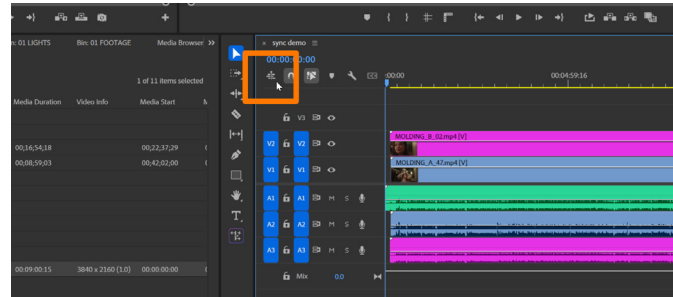 : 01 LIGHTS Bin: 01 FOOTAGE Media Browser
sync demo
00:00:00:00
1 of 11 items selected
:00:00 00:04:59:16
Media Duration Video Info Media Start
V3
MOLDING_B_02.mp4 [V]
V2 V2
00;16;54;18 00;22;37;29
MOLDING_A_47.mp4 [V]
00;08;59;03 00;42;02;00
V1 V1
A1 A1 M S
A2 A2 M S
A3 A3 M S
00:09:00:15 3840 x 2160 (1.0) 00:00:00:00
Mix 0.0